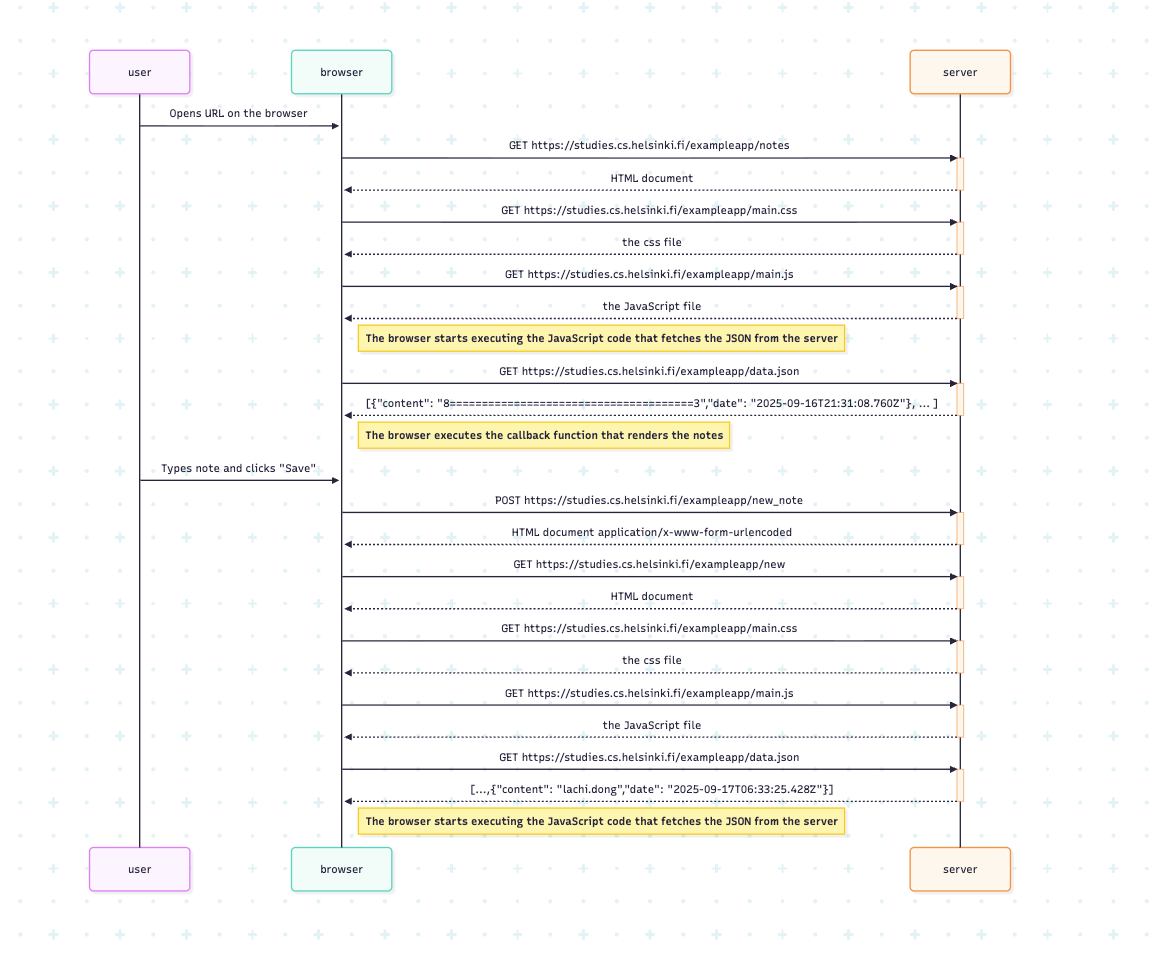 user
browser
server
Opens URL on the browser
GET https://studies.cs.helsinki.fi/exampleapp/notes
HTML document
GET https://studies.cs.helsinki.fi/exampleapp/main.css
the css file
GET https://studies.cs.helsinki.fi/exampleapp/main.js
the JavaScript file
The browser starts executing the JavaScript code that fetches the JSON from the server
GET https://studies.cs.helsinki.fi/exampleapp/data.json
[{"content": "8======================================3","date": "2025-09-16T21:31:08.760Z"}, ... ]
The browser executes the callback function that renders the notes
Types note and clicks "Save"
POST https://studies.cs.helsinki.fi/exampleapp/new_note
HTML document application/x-www-form-urlencoded
GET https://studies.cs.helsinki.fi/exampleapp/new
HTML document
GET https://studies.cs.helsinki.fi/exampleapp/main.css
the css file
GET https://studies.cs.helsinki.fi/exampleapp/main.js
the JavaScript file
GET https://studies.cs.helsinki.fi/exampleapp/data.json
[...,{"content": "lachi.dong","date": "2025-09-17T06:33:25.428Z"}]
The browser starts executing the JavaScript code that fetches the JSON from the server
user
browser
server